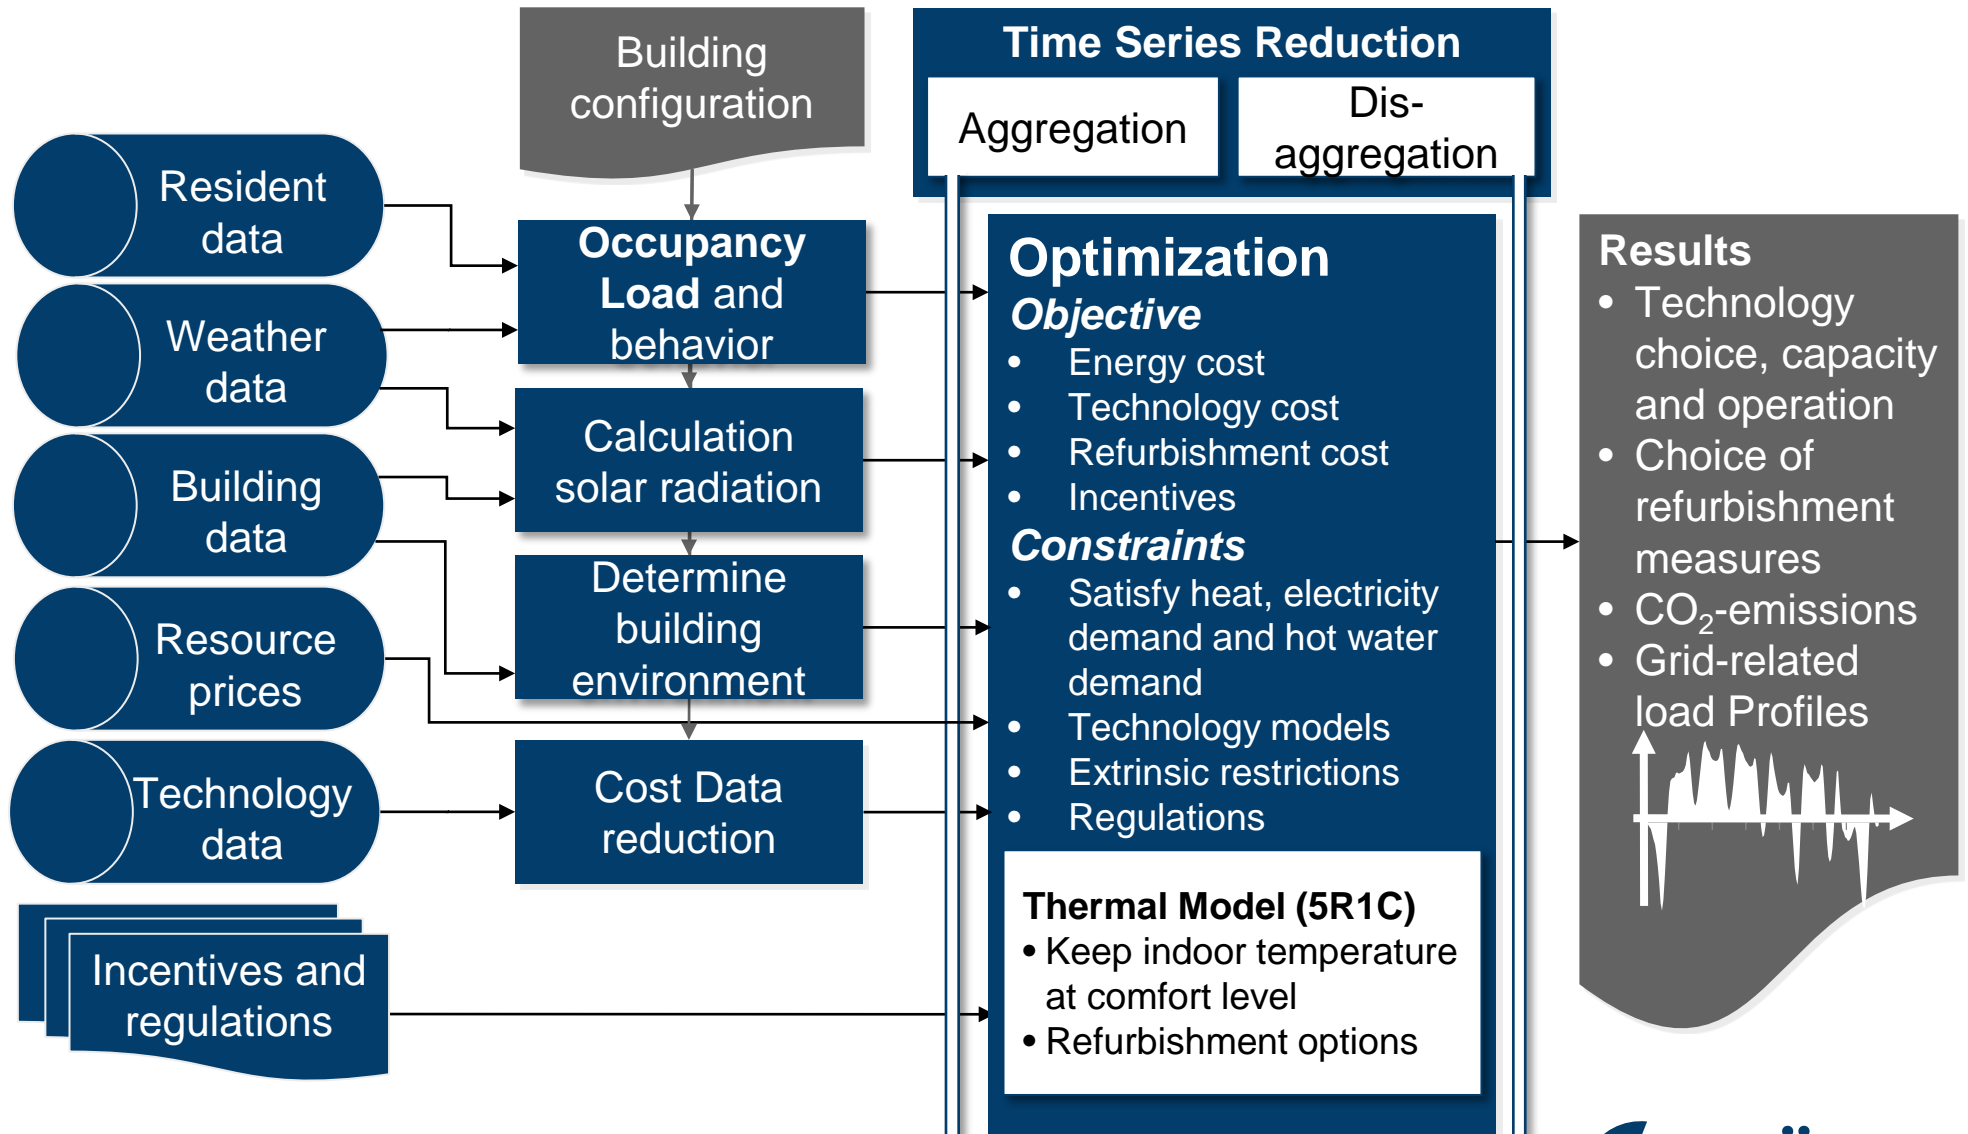 Building
configuration
Time Series Reduction
Aggregation
Dis-
aggregation
Resident
data
Weather
data
Building
data
Resource
prices
Technology
data
Incentives and
regulations
Occupancy
Load and
behavior
Calculation
solar radiation
Determine
building
environment
Cost Data
reduction
Optimization
Objective
• Energy cost
• Technology cost
• Refurbishment cost
• Incentives
Constraints
• Satisfy heat, electricity
demand and hot water
demand
• Technology models
• Extrinsic restrictions
• Regulations
Thermal Model (5R1C)
• Keep indoor temperature
at comfort level
• Refurbishment options
Results
• Technology
choice, capacity
and operation
• Choice of
refurbishment
measures
• CO₂-emissions
• Grid-related
load Profiles